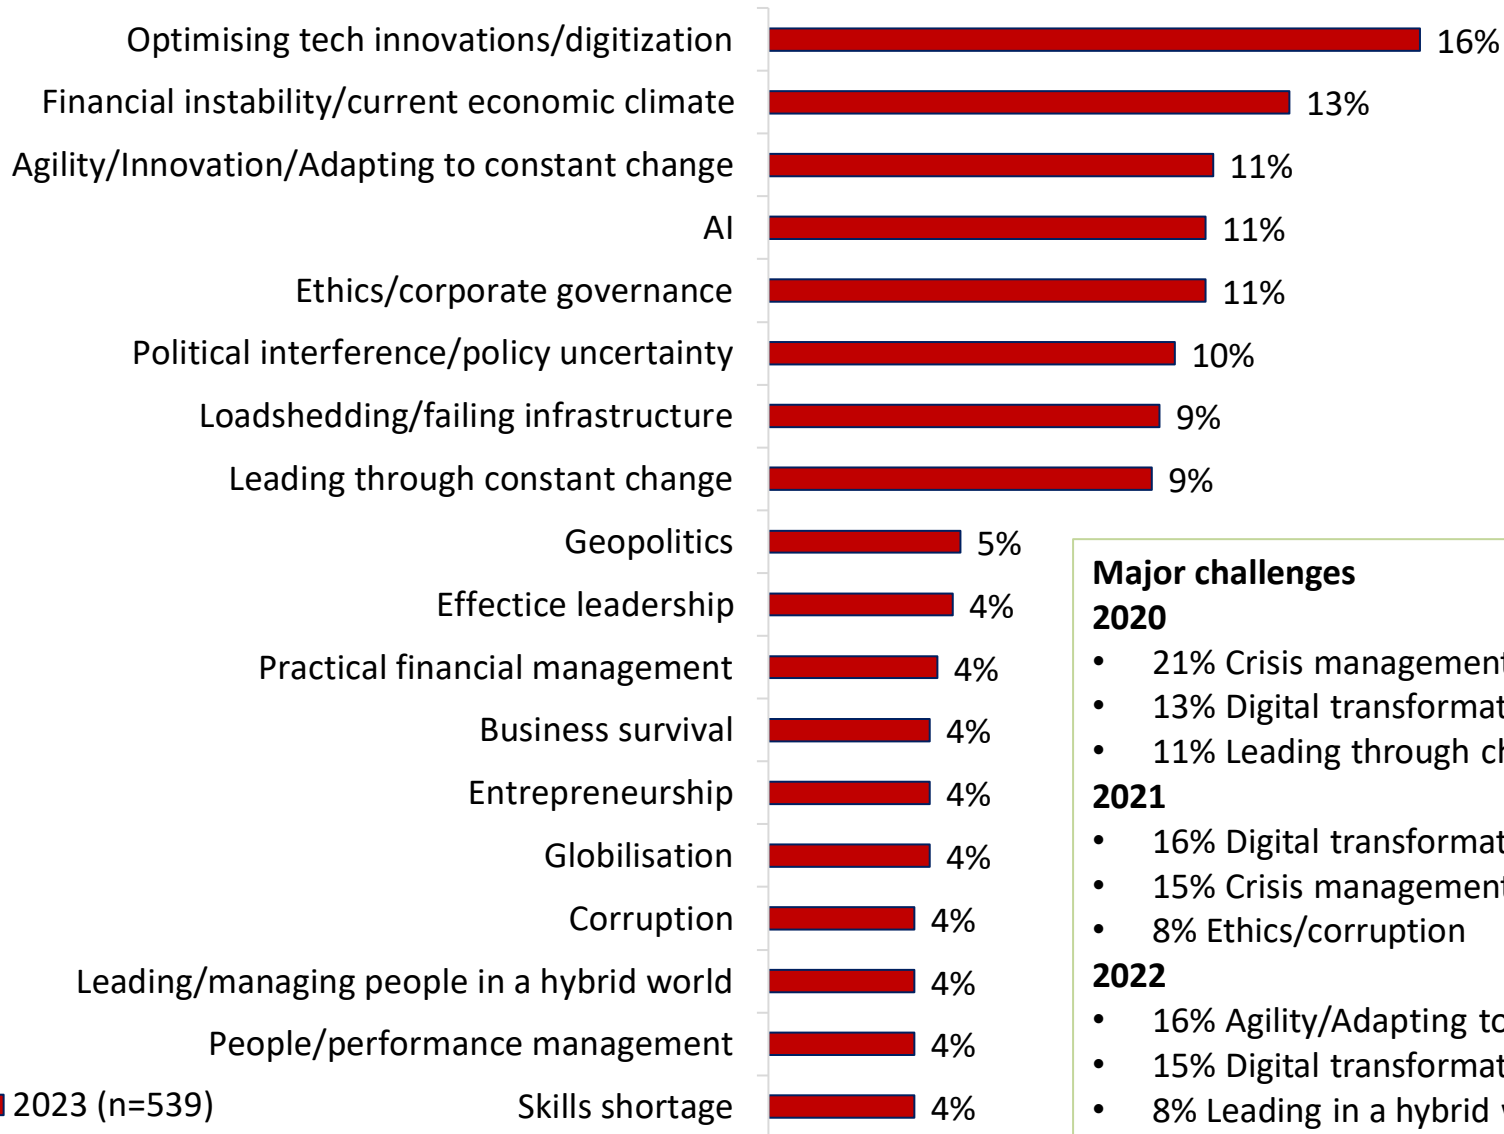 Optimising tech innovations/digitization 16%
Financial instability/current economic climate 13%
Agility/Innovation/Adapting to constant change 11%
AI 11%
Ethics/corporate governance 11%
Political interference/policy uncertainty 10%
Loadshedding/failing infrastructure 9%
Leading through constant change 9%
Geopolitics 5%
Effectice leadership 4%
Practical financial management 4%
Business survival 4%
Entrepreneurship 4%
Globilisation 4%
Corruption 4%
Leading/managing people in a hybrid world 4%
People/performance management 4%
Skills shortage 4%
2023 (n=539)
Major challenges
2020
• 21% Crisis management
• 13% Digital
• 11% Leading through
2021
• 16% Digital
• 15% Crisis management
• 8% Ethics/corruption
2022
• 16% Agility/Adapting to
• 15% Digital
• 8% Leading in a hybrid